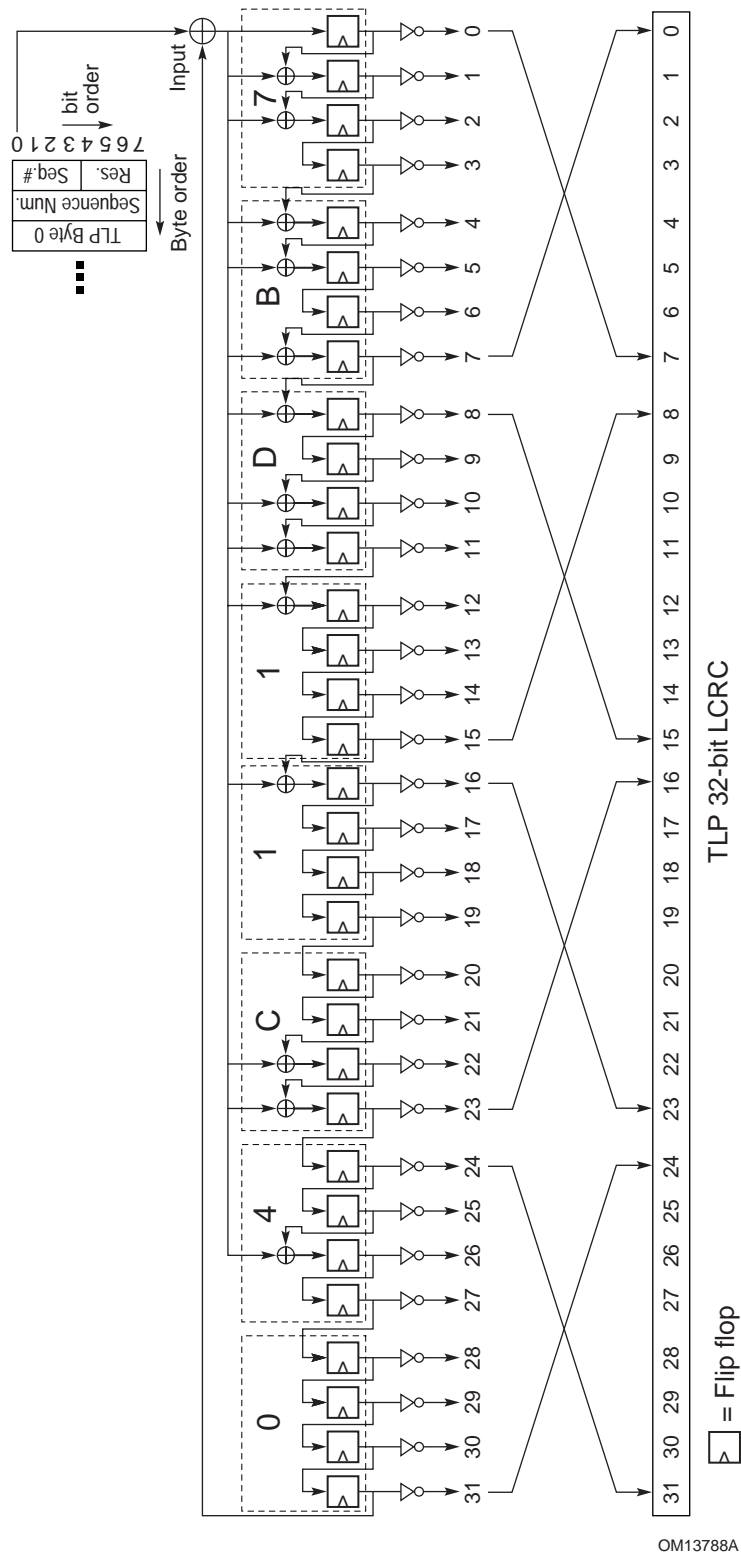 OM13788A
= Flip flop
TLP 32-bit LCRC
0 4 C 1 1 D B 7
31 30 29 28 27 26 25 24 23 22 21 20 19 18 17 16 15 14 13 12 11 10 9 8 7 6 5 4 3 2 1 0
31 30 29 28 27 26 25 24 23 22 21 20 19 18 17 16 15 14 13 12 11 10 9 8 7 6 5 4 3 2 1 0
Input
Byte order
bit
order
7 6 5 4 3 2 1 0
Res. Seq.#
Sequence Num.
TLP Byte 0